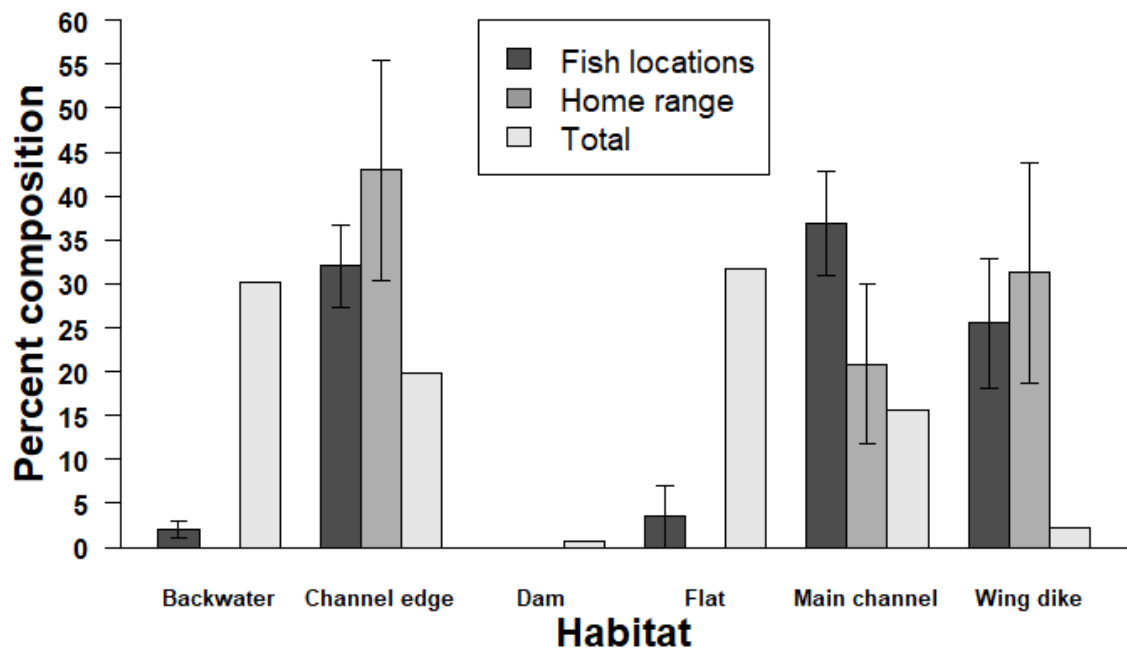 Percent composition
60
55
50
45
40
35
30
25
20
15
10
5
0
Fish locations
Home range
Total
Backwater Channel edge Dam Flat Main channel Wing dike
Habitat